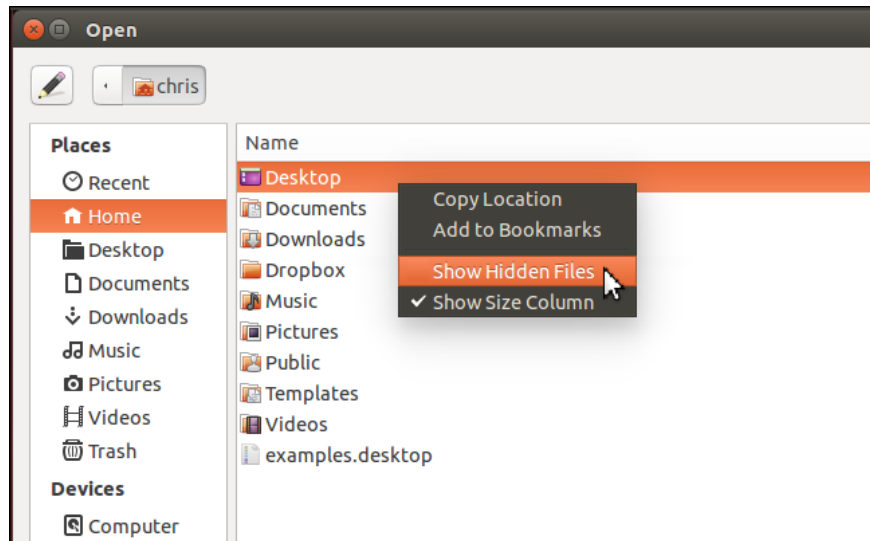 Open
chris
Places
Recent
Home
Desktop
Documents
Downloads
Music
Pictures
Videos
Trash
Devices
Computer
Name
Desktop
Documents
Downloads
Dropbox
Music
Pictures
Public
Templates
Videos
examples.desktop
Copy Location
Add to Bookmarks
Show Hidden Files
Show Size Column